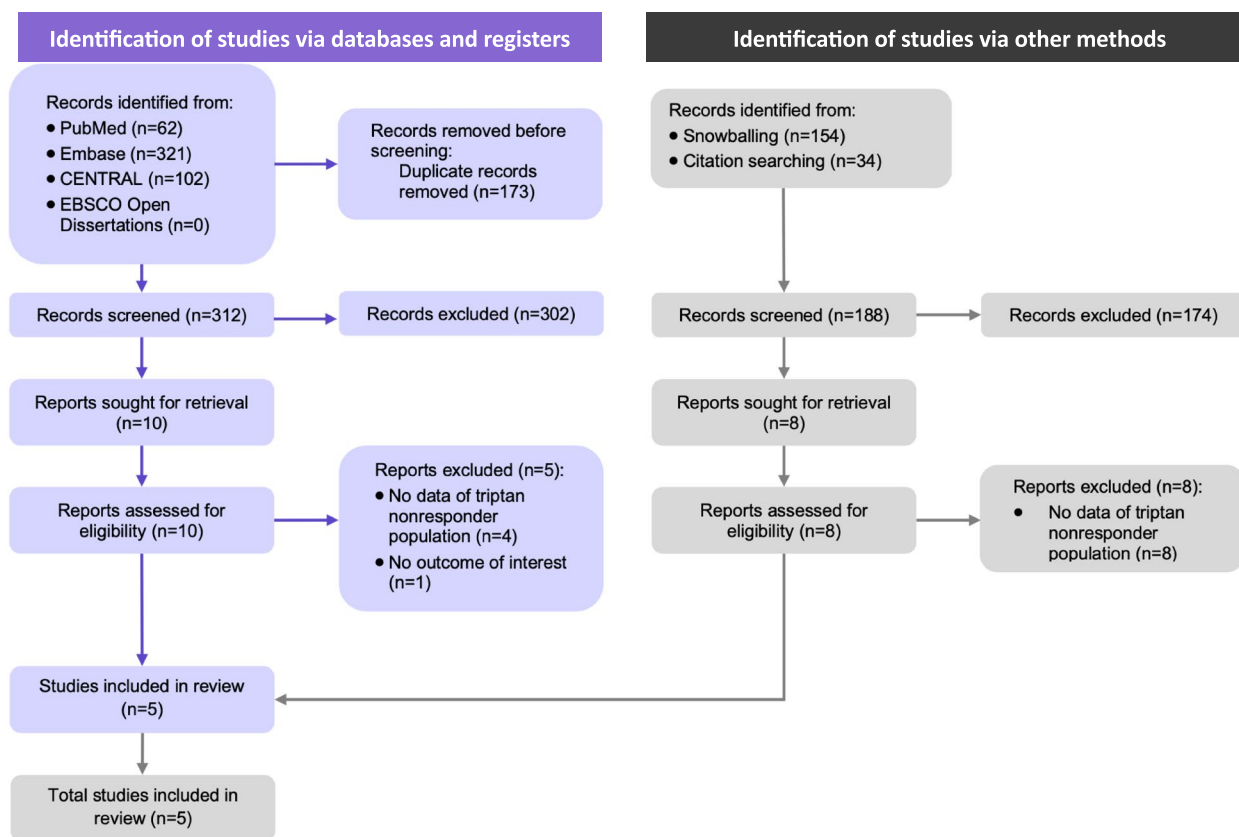 Identification of studies via databases and registers
Records identified from:
● PubMed (n=62)
● Embase (n=321)
● CENTRAL (n=102)
● EBSCO Open
Dissertations (n=0)
Records removed before
screening:
Duplicate records
removed (n=173)
Records screened (n=312)
Records excluded (n=302)
Reports sought for retrieval
(n=10)
Reports assessed for
eligibility (n=10)
Reports excluded (n=5):
● No data of triptan
nonresponder
population (n=4)
● No outcome of interest
(n=1)
Studies included in review
(n=5)
Total studies included in
review (n=5)
Identification of studies via other methods
Records identified from:
● Snowballing (n=154)
● Citation searching (n=34)
Records screened (n=188)
Records excluded (n=174)
Reports sought for retrieval
(n=8)
Reports assessed for
eligibility (n=8)
Reports excluded (n=8):
● No data of triptan
nonresponder
population (n=8)